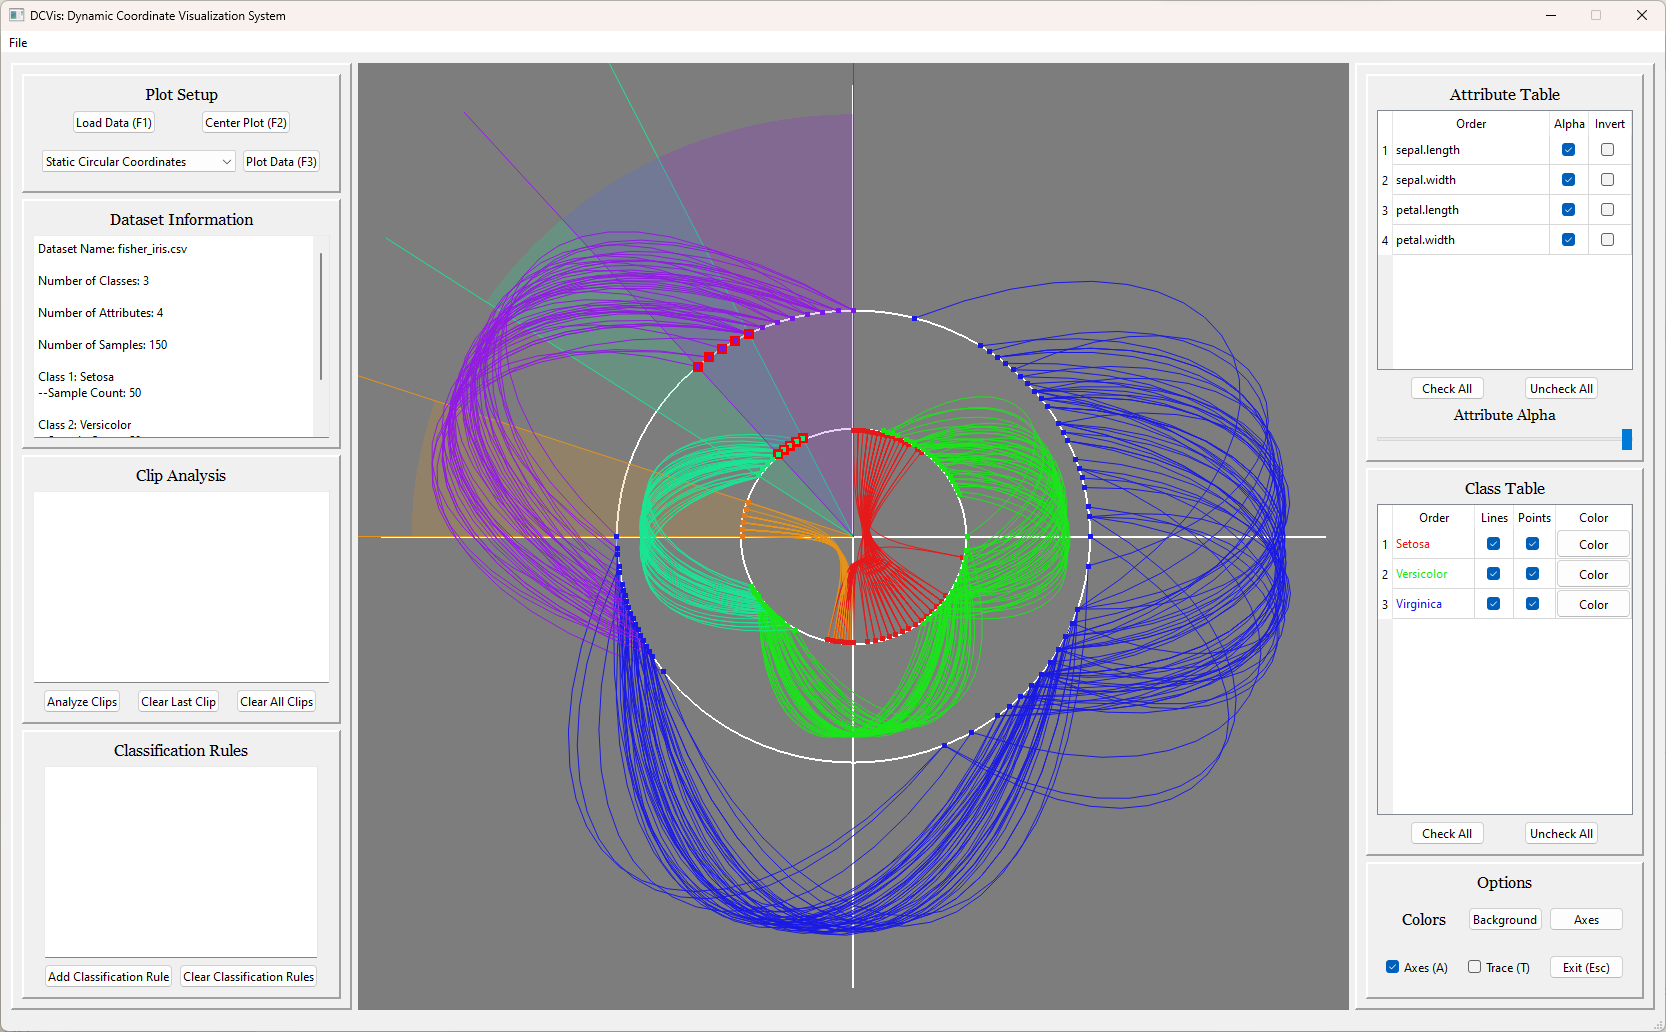 DCVis: Dynamic Coordinate Visualization System
File
Plot Setup
Load Data (F1)
Center Plot (F2)
Static Circular Coordinates
Plot Data (F3)
Dataset Information
Dataset Name: fisher_iris.csv
Number of Classes: 3
Number of Attributes: 4
Number of Samples: 150
Class 1: Setosa
--Sample Count: 50
Class 2: Versicolor
Clip Analysis
Analyze Clips
Clear Last Clip
Clear All Clips
Classification Rules
Add Classification Rule
Clear Classification Rules
Attribute Table
Order Alpha Invert
1 sepal.length
2 sepal.width
3 petal.length
4 petal.width
Check All
Uncheck All
Attribute Alpha
Class Table
Order Lines Points Color
1 Setosa Color
2 Versicolor Color
3 Virginica Color
Check All
Uncheck All
Options
Colors
Background
Axes
Axes (A)
Trace (T)
Exit (Esc)